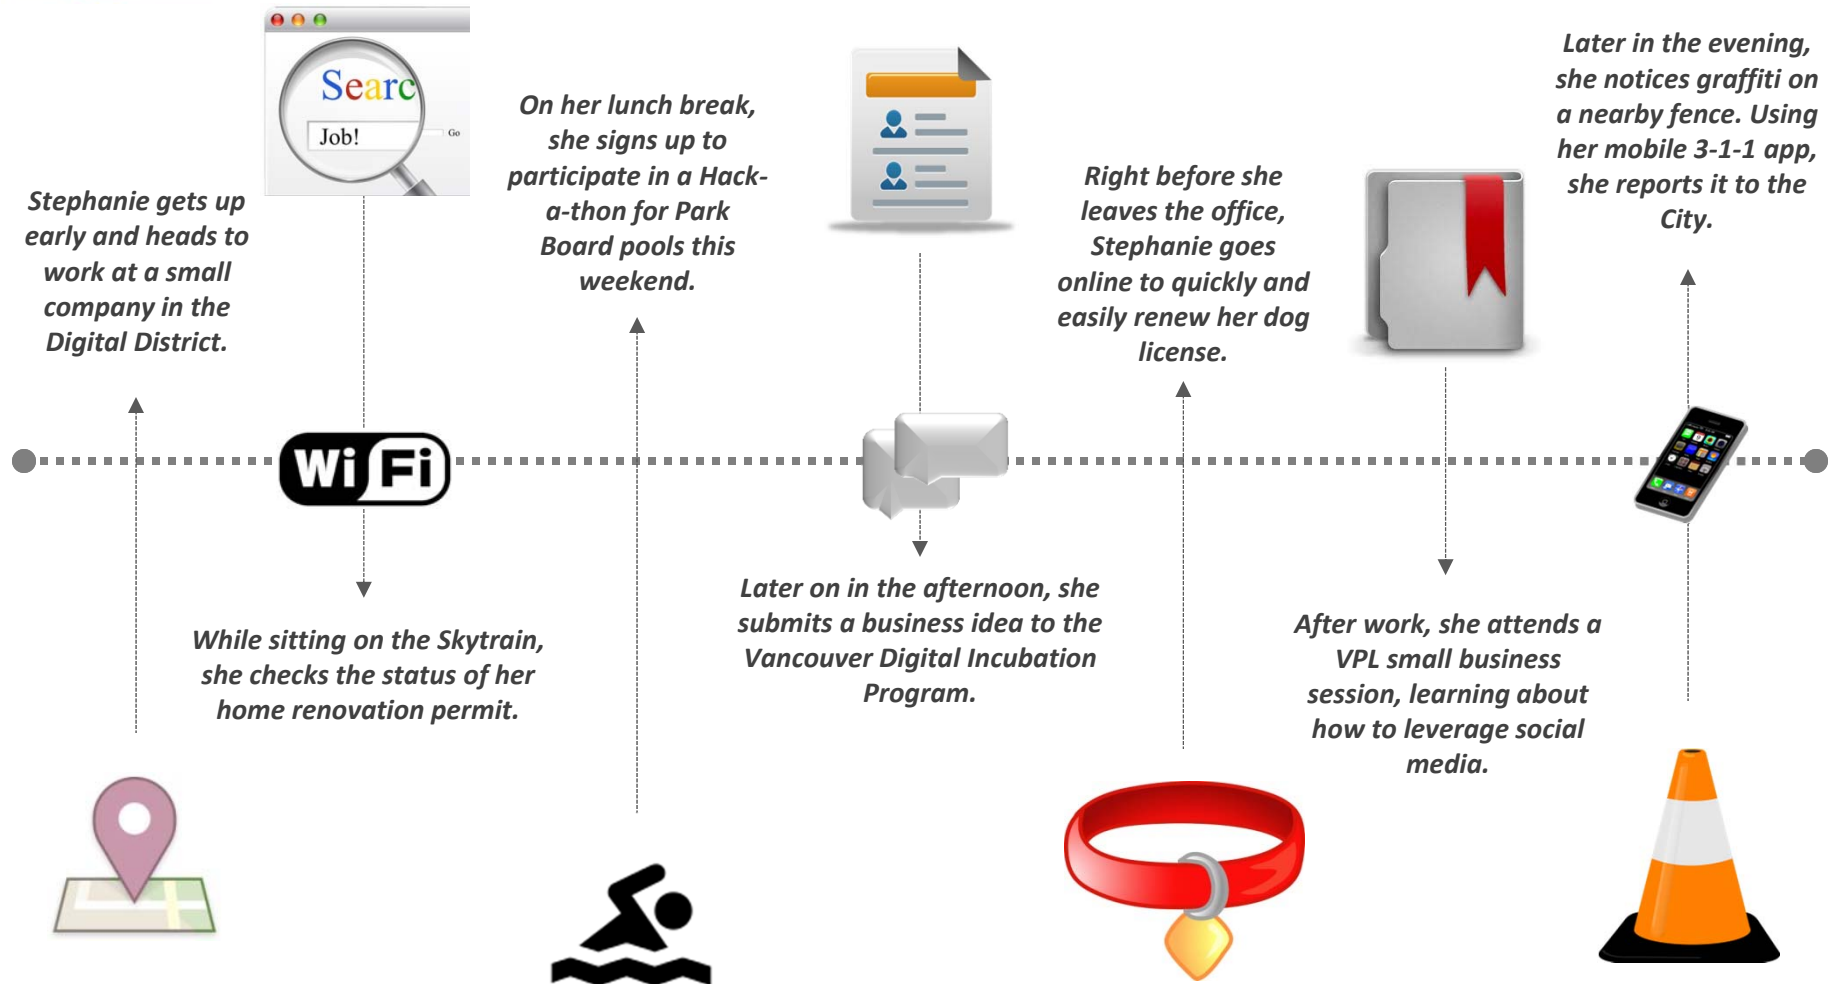 Stephanie gets up
early and heads to
work at a small
company in the
Digital District.
Searc
Job!
Go
Wi Fi
While sitting on the Skytrain,
she checks the status of her
home renovation permit.
On her lunch break,
she signs up to
participate in a Hack-
a-thon for Park
Board pools this
weekend.
Later on in the afternoon, she
submits a business idea to the
Vancouver Digital Incubation
Program.
Right before she
leaves the office,
Stephanie goes
online to quickly and
easily renew her dog
license.
After work, she attends a
VPL small business
session, learning about
how to leverage social
media.
Later in the evening,
she notices graffiti on
a nearby fence. Using
her mobile 3-1-1 app,
she reports it to the
City.